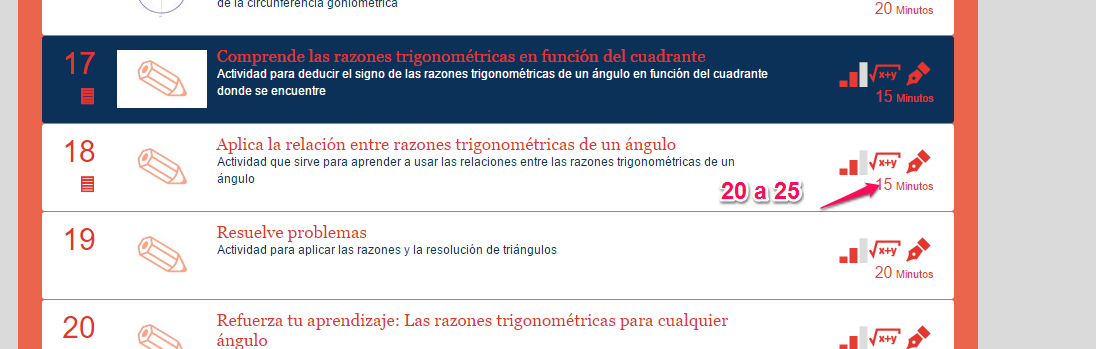 de la circunferencia goniométrica
20 Minutos
17
Comprende las razones trigonométricas en función del cuadrante
Actividad para deducir el signo de las razones trigonométricas de un ángulo en función del cuadrante
donde se encuentre
x+y
15 Minutos
18
Aplica la relación entre razones trigonométricas de un ángulo
Actividad que sirve para aprender a usar las relaciones entre las razones trigonométricas de un
ángulo
x+y
20 a 25
15 Minutos
19
Resuelve problemas
Actividad para aplicar las razones y la resolución de triángulos
x+y
20 Minutos
20
Refuerza tu aprendizaje: Las razones trigonométricas para cualquier
ángulo
x+y